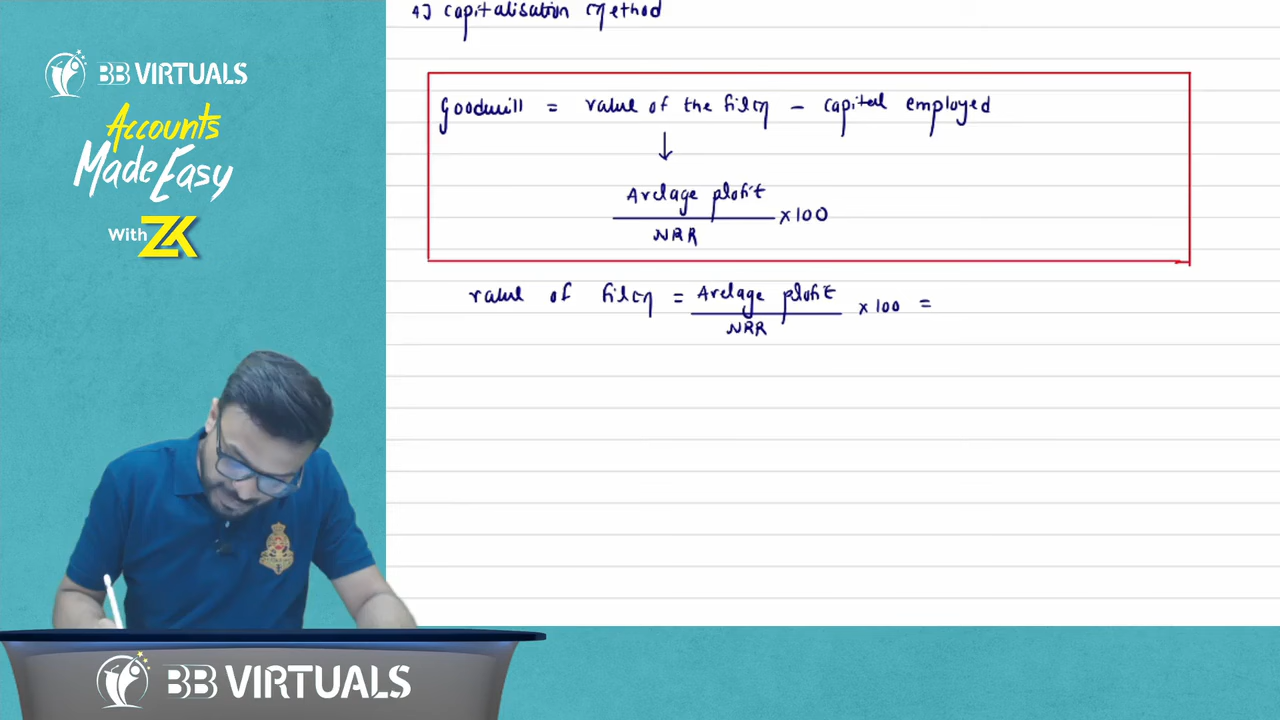 4) Capitalisation method
BB VIRTUALS
Accounts
Made Easy
With ZK
Goodwill = value of the firm – capital employed
↓
Average profit
× 100
NRR
value of firm = Average profit × 100 =
NRR
BB VIRTUALS